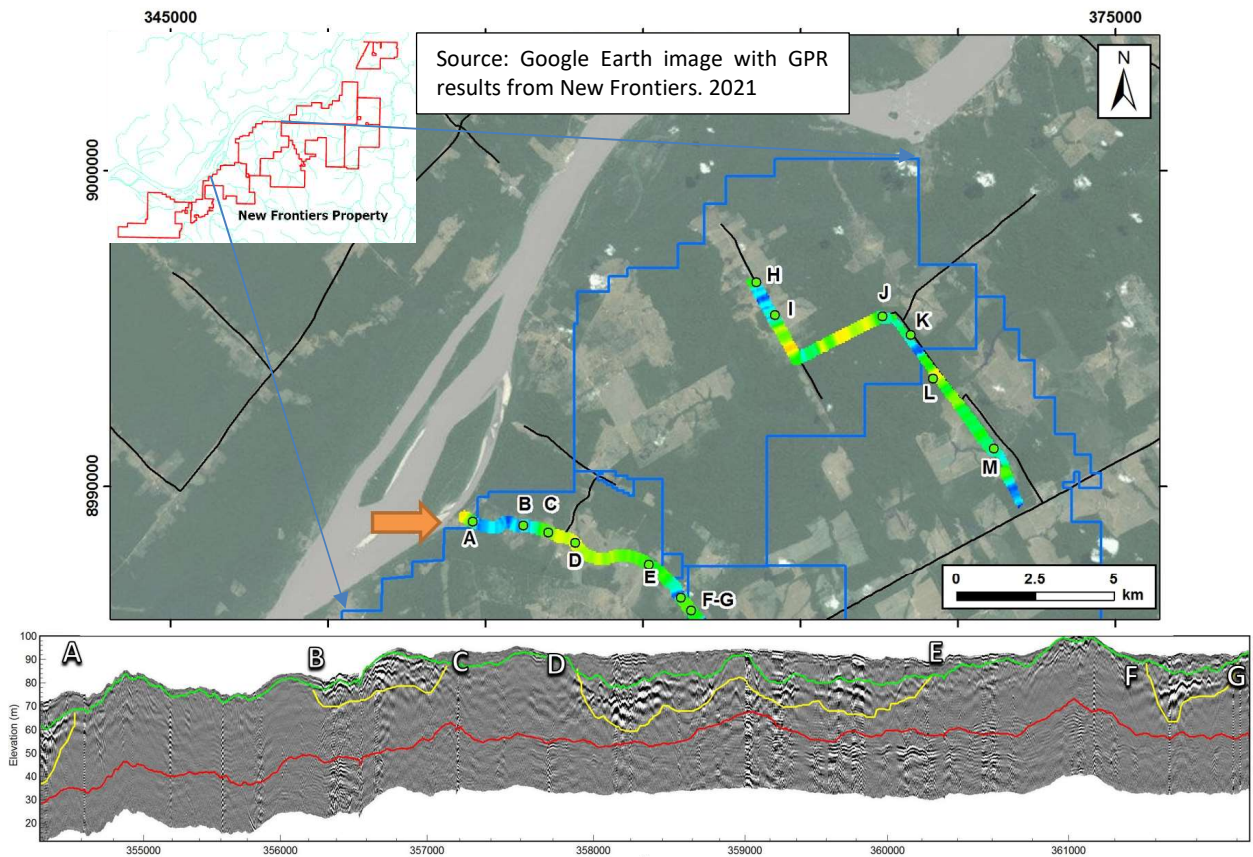 345000
375000
Source: Google Earth image with GPR
results from New Frontiers. 2021
N
New Frontiers Property
9000000
8990000
H
I
J
K
L
M
A
B
C
D
E
F-G
0 2.5 5
km
A B C D E F G
Elevation (m)
100
90
80
70
60
50
40
30
20
355000 356000 357000 358000 359000 360000 361000